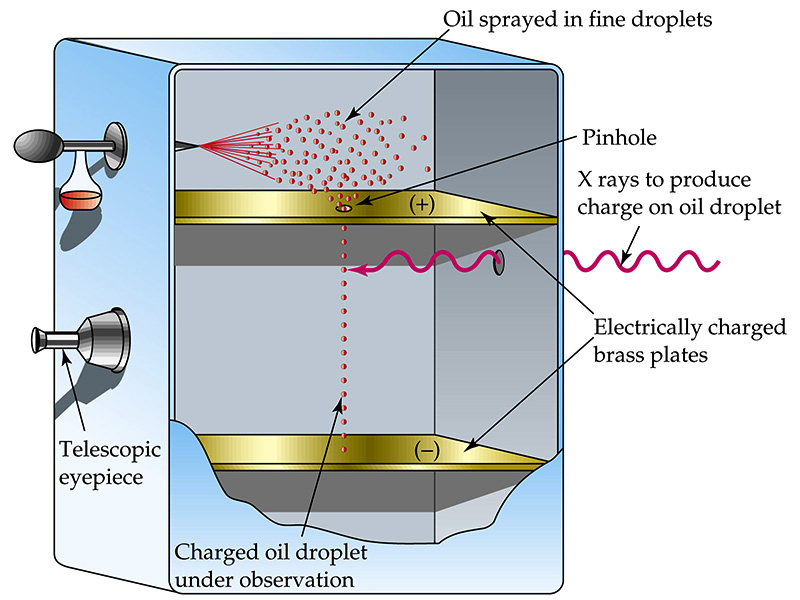 Oil sprayed in fine droplets
Pinhole
X rays to produce
charge on oil droplet
(+)
Electrically charged
brass plates
(−)
Telescopic
eyepiece
Charged oil droplet
under observation